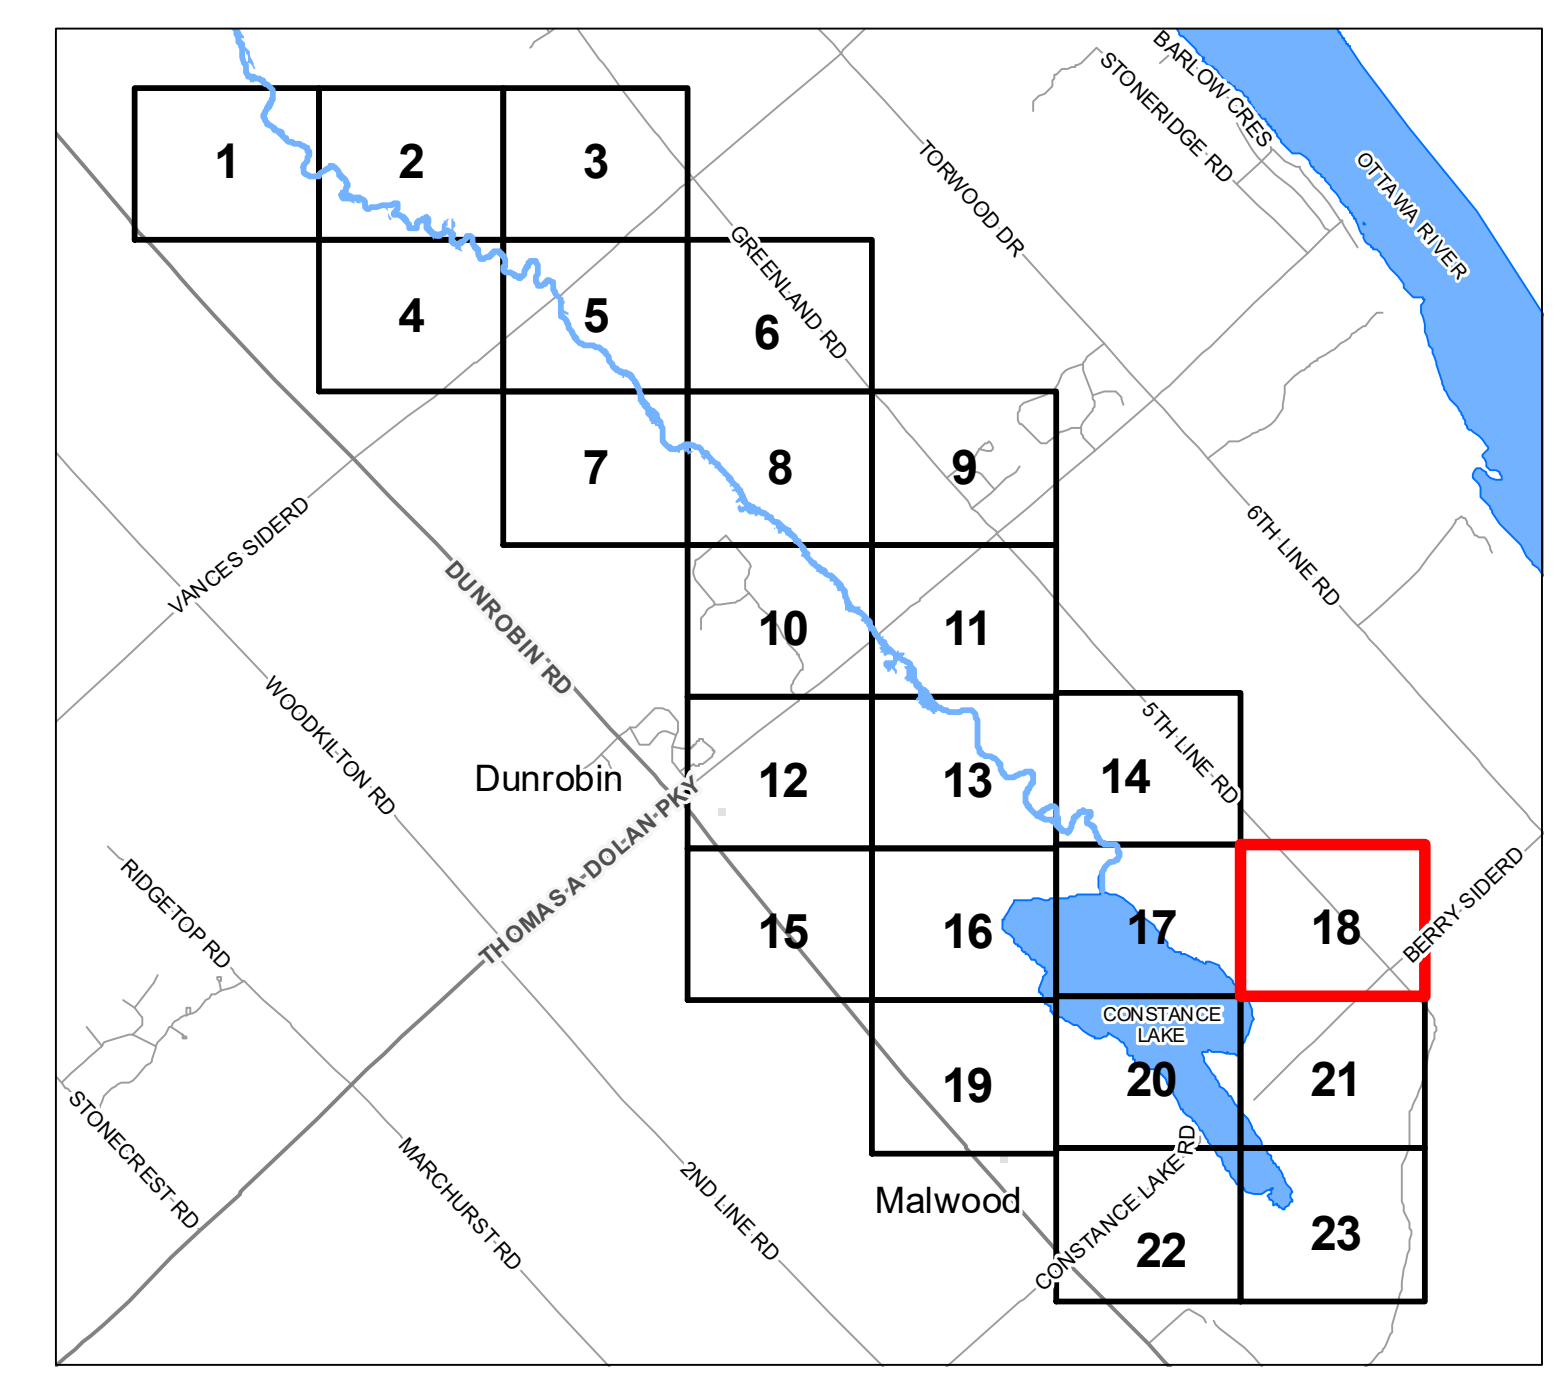 BARLOW CRES
STONERIDGE RD
OTTAWA RIVER
TORWOOD DR
1
2
3
GREENLAND RD
4
5
6
7
8
9
6TH LINE RD
VANCES SIDERD
DUNROBIN RD
10
11
WOODKILTON RD
5TH LINE RD
Dunrobin
12
13
14
THOMAS A DOLAN PKY
RIDGETOP RD
15
16
17
18
BERRY SIDERD
CONSTANCE
LAKE
19
20
21
STONECREST RD
MARCHURST RD
2ND LINE RD
Malwood
CONSTANCE LAKE RD
22
23